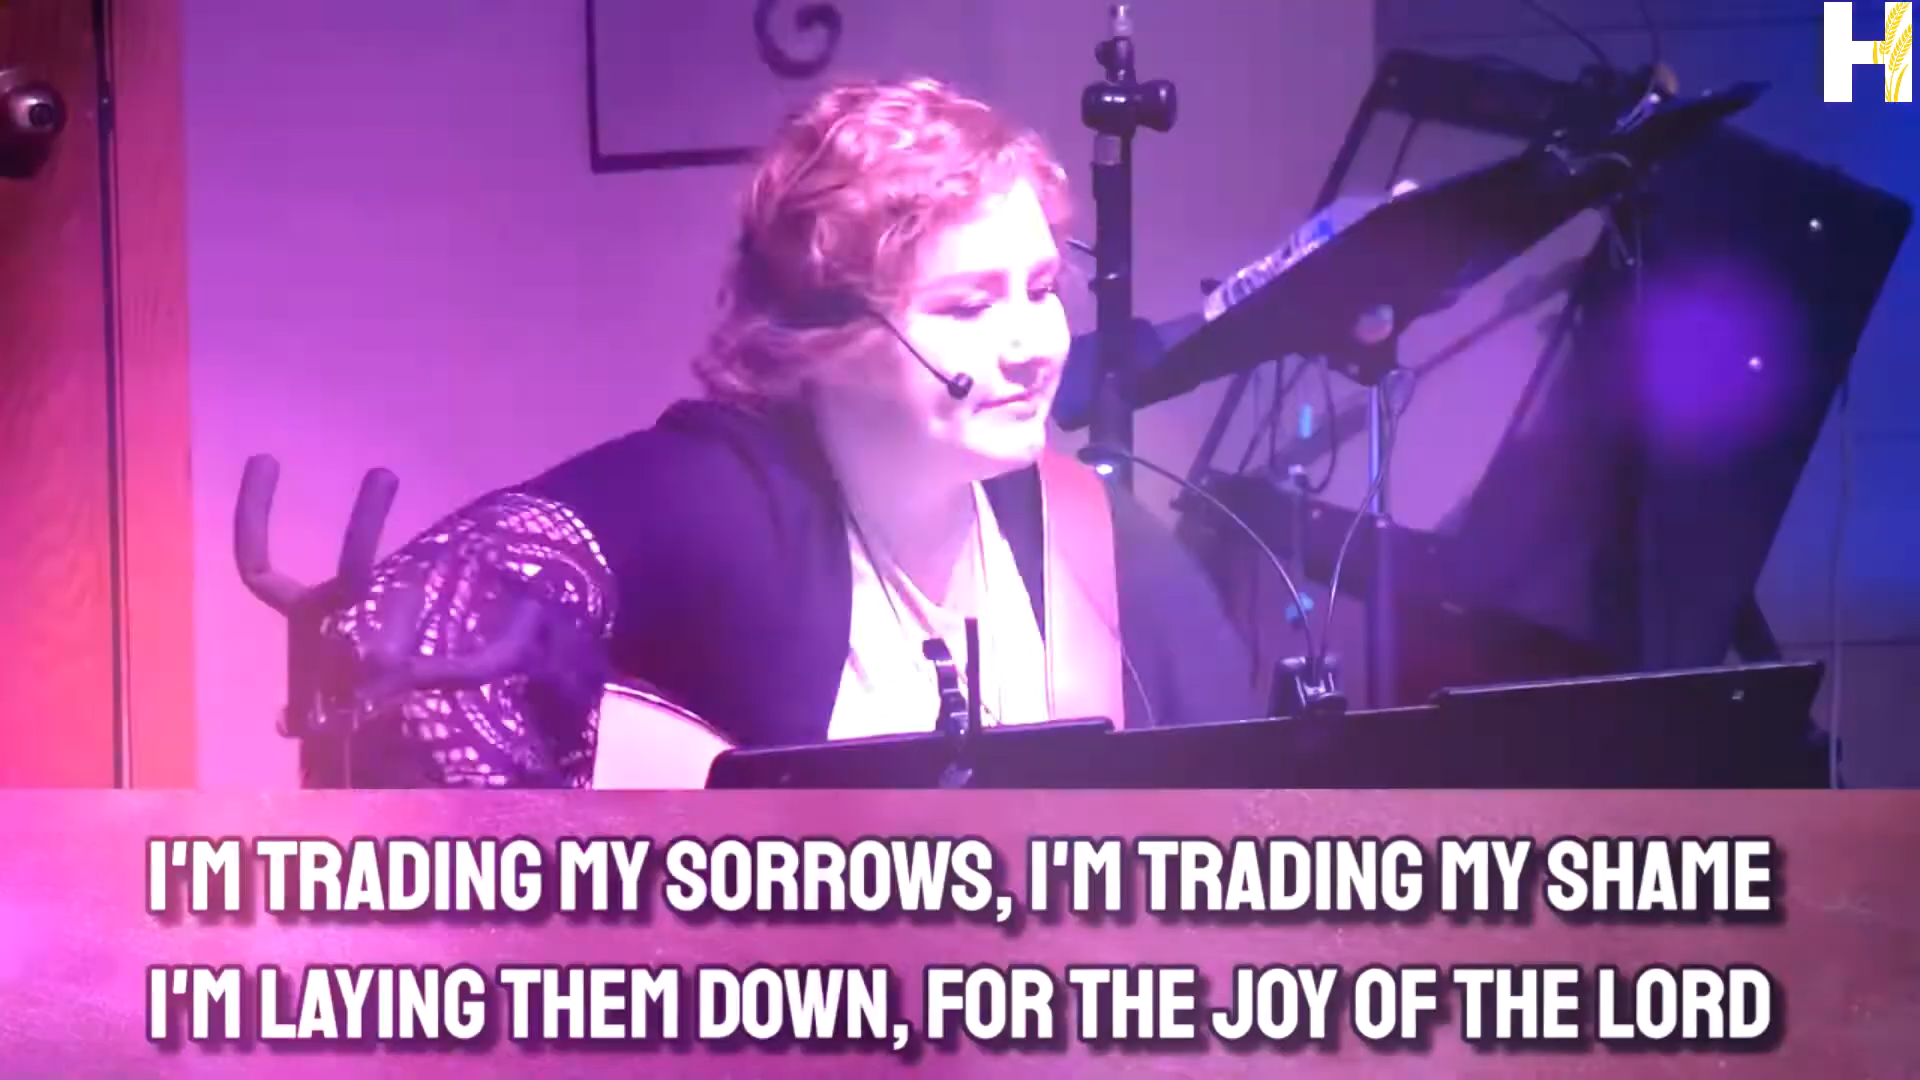 H
I'M TRADING MY SORROWS, I'M TRADING MY SHAME
I'M LAYING THEM DOWN, FOR THE JOY OF THE LORD